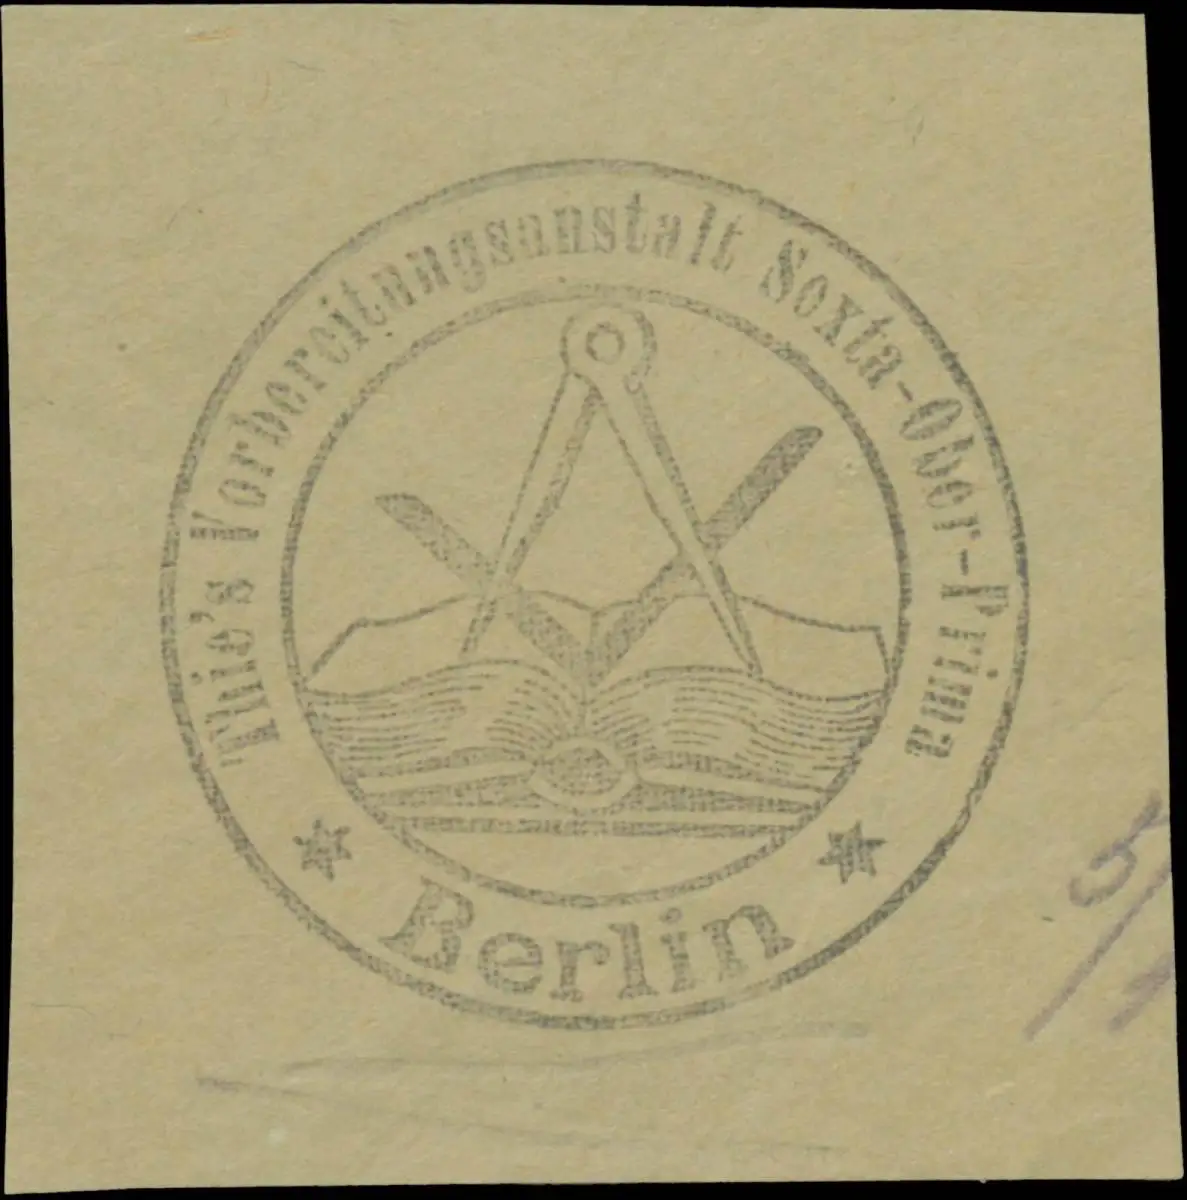 Thie's Vorbereitungsanstalt Sexta-Ober-Prima
Berlin